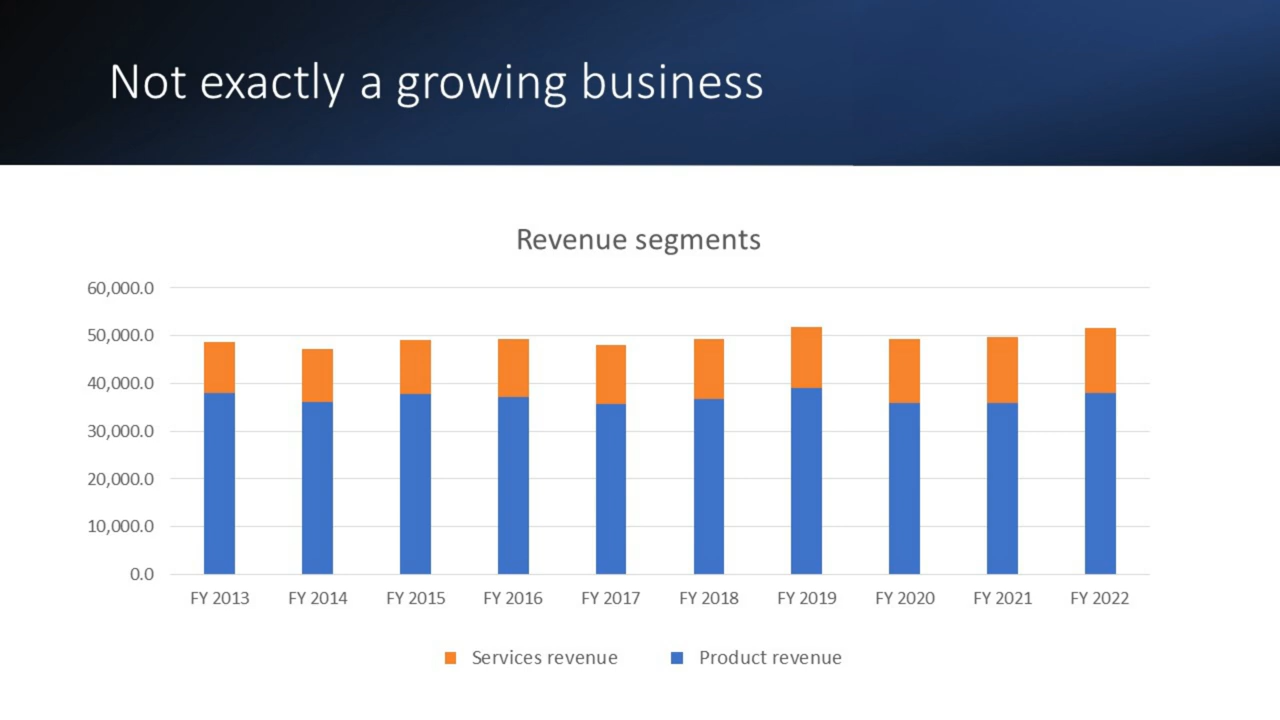 Not exactly a growing business
Revenue segments
60,000.0
50,000.0
40,000.0
30,000.0
20,000.0
10,000.0
0.0
FY 2013 FY 2014 FY 2015 FY 2016 FY 2017 FY 2018 FY 2019 FY 2020 FY 2021 FY 2022
Services revenue Product revenue